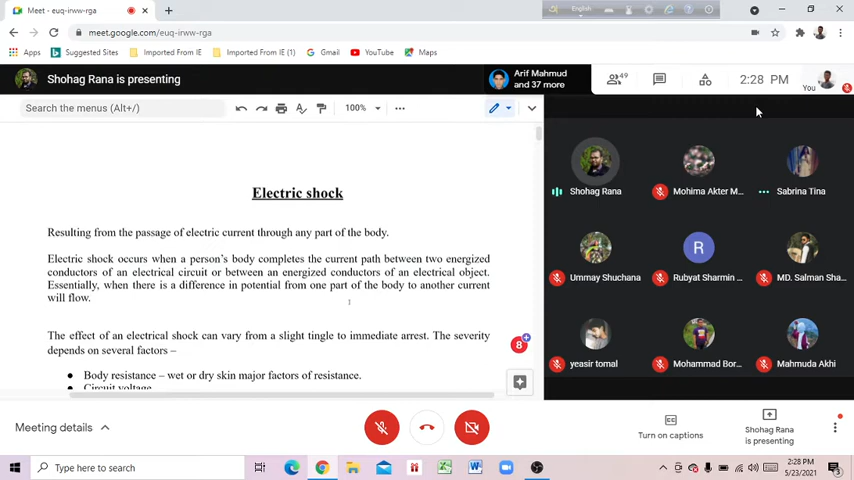 Meet – euq-irww-rga
English
meet.google.com/euq-irww-rga
Apps
Suggested Sites
Imported From IE
Imported From IE (1)
Gmail
YouTube
Maps
Shohag Rana is presenting
Arif Mahmud
and 37 more
49
2:28 PM
You
Search the menus (Alt+/)
100%
Electric shock
Resulting from the passage of electric current through any part of the body.
Electric shock occurs when a person's body completes the current path between two energized
conductors of an electrical circuit or between an energized conductors of an electrical object.
Essentially, when there is a difference in potential from one part of the body to another current
will flow.
The effect of an electrical shock can vary from a slight tingle to immediate arrest. The severity
depends on several factors –
● Body resistance – wet or dry skin major factors of resistance.
● Circuit voltage
8
Shohag Rana
Mohima Akter M...
Sabrina Tina
Ummay Shuchana
R
Rubyat Sharmin ...
MD. Salman Sha...
yeasir tomal
Mohammad Bor...
Mahmuda Akhi
Meeting details
Turn on captions
Shohag Rana
is presenting
Type here to search
2:28 PM
5/23/2021
3